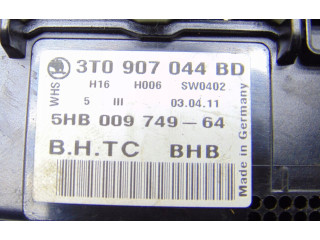 3T0 907 044 BD
WHS
H16 H006 SW0402
5 III 03.04.11
5HB 009 749-64
B.H.TC BHB
Made in Germany